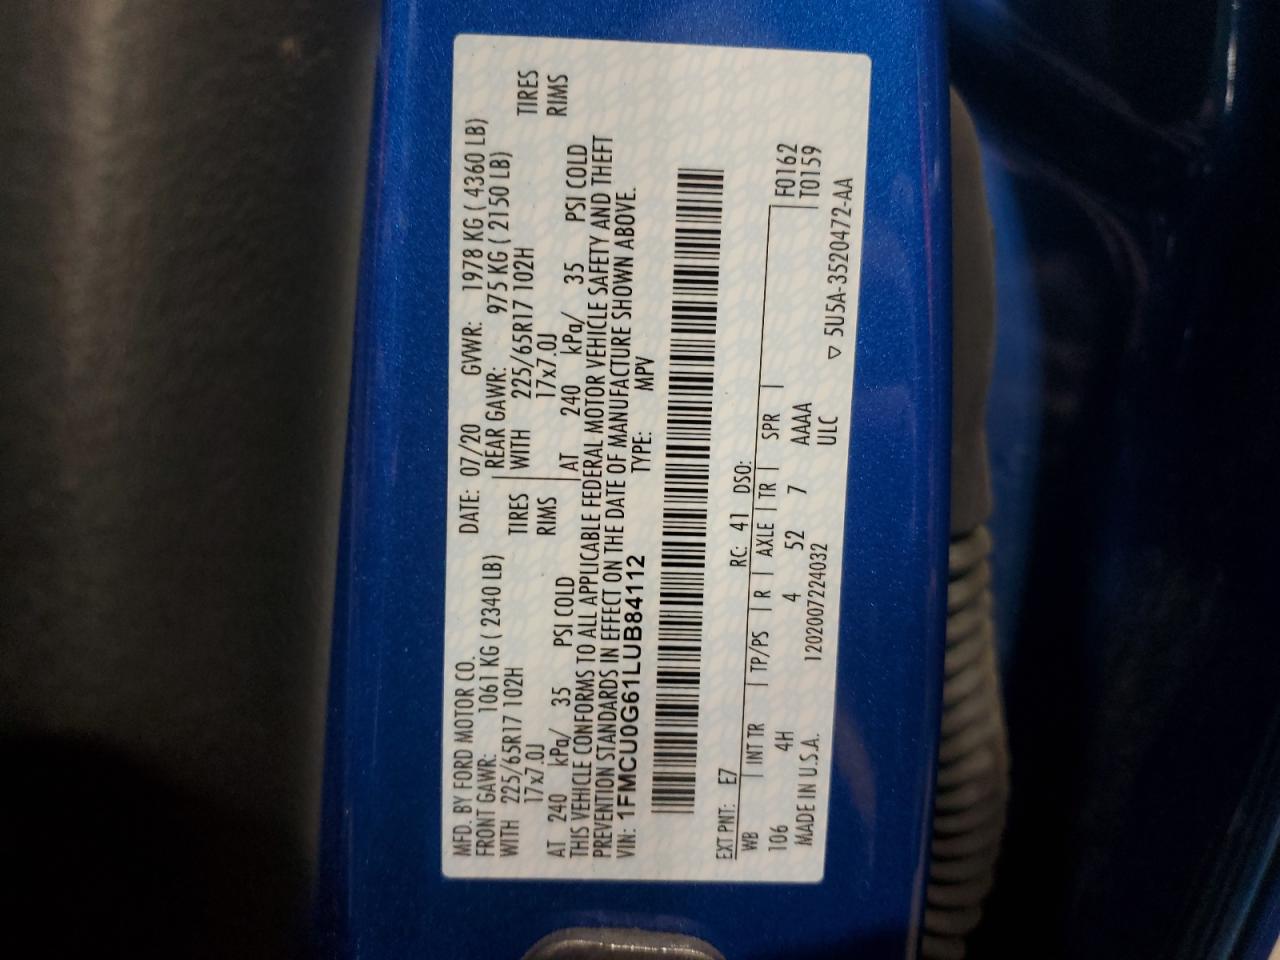 MFD. BY FORD MOTOR CO. DATE: 07/20 GVWR: 1978 KG ( 4360 LB)
FRONT GAWR: 1061 KG ( 2340 LB) REAR GAWR: 975 KG ( 2150 LB)
WITH 225/65R17 102H TIRES WITH 225/65R17 102H TIRES
17x7.0J RIMS 17x7.0J RIMS
AT 240 kPa/ 35 PSI COLD AT 240 kPa/ 35 PSI COLD
THIS VEHICLE CONFORMS TO ALL APPLICABLE FEDERAL MOTOR VEHICLE SAFETY AND THEFT
PREVENTION STANDARDS IN EFFECT ON THE DATE OF MANUFACTURE SHOWN ABOVE.
VIN: 1FMCU0G61LUB84112 TYPE: MPV
EXT PNT: E7 RC: 41 DSO:
WB | INT TR | TP/PS | R | AXLE | TR | SPR | F0162
106 4H 4 52 7 AAAA T0159
MADE IN U.S.A. 1202007224032 ULC
▽ 5U5A-3520472-AA